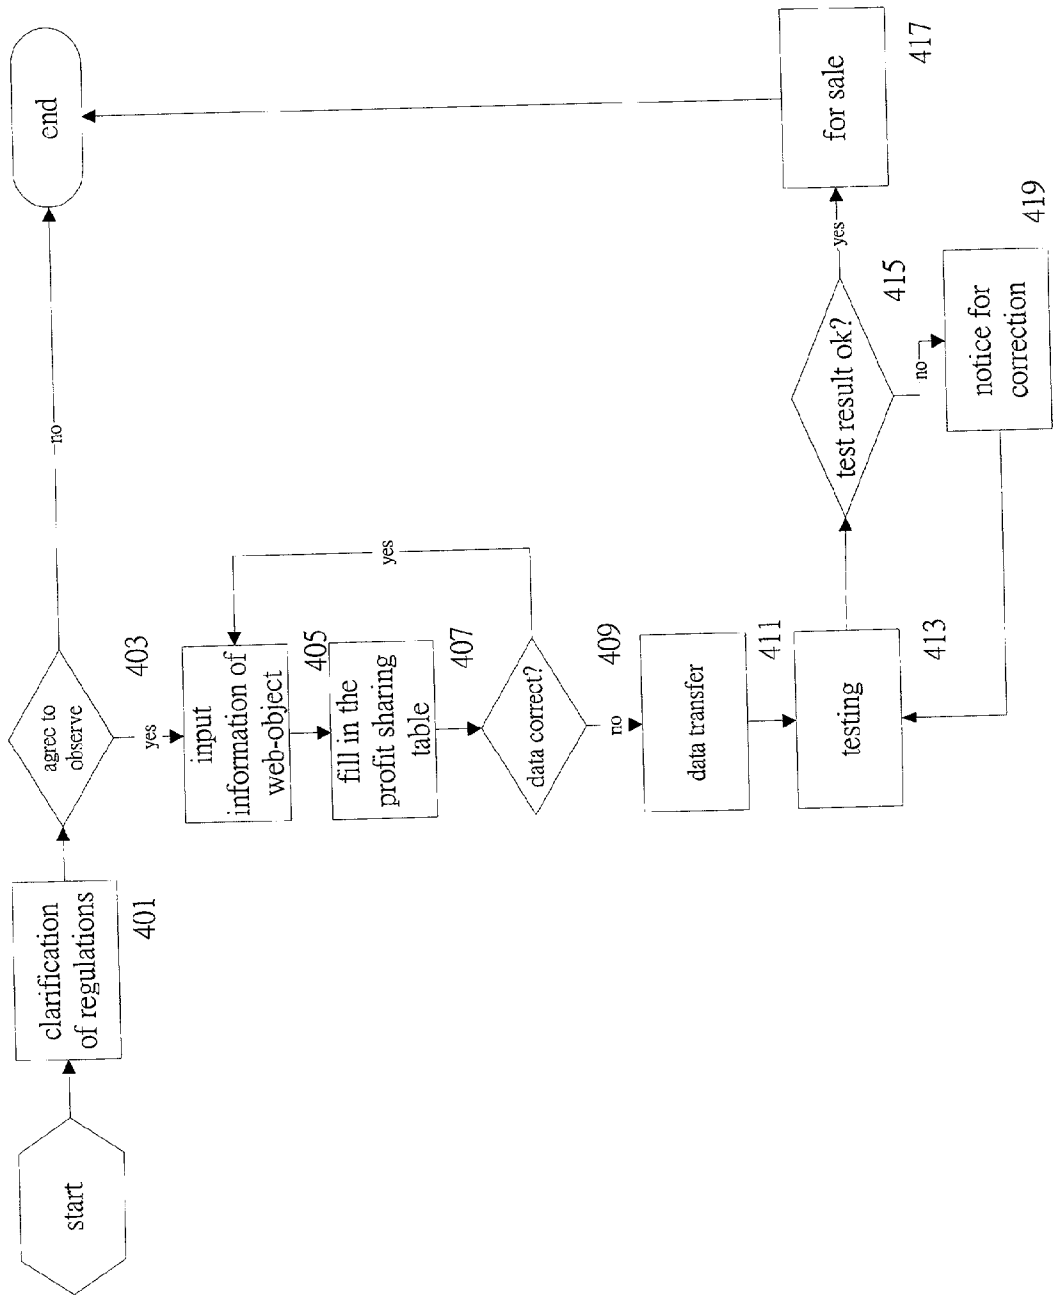 start
clarification
of regulations
401
agree to
observe
403
no
end
yes
input
information of
web-object
405
fill in the
profit sharing
table
407
data correct?
409
yes
no
data transfer
411
testing
413
test result ok?
415
yes
for sale
417
no
notice for
correction
419